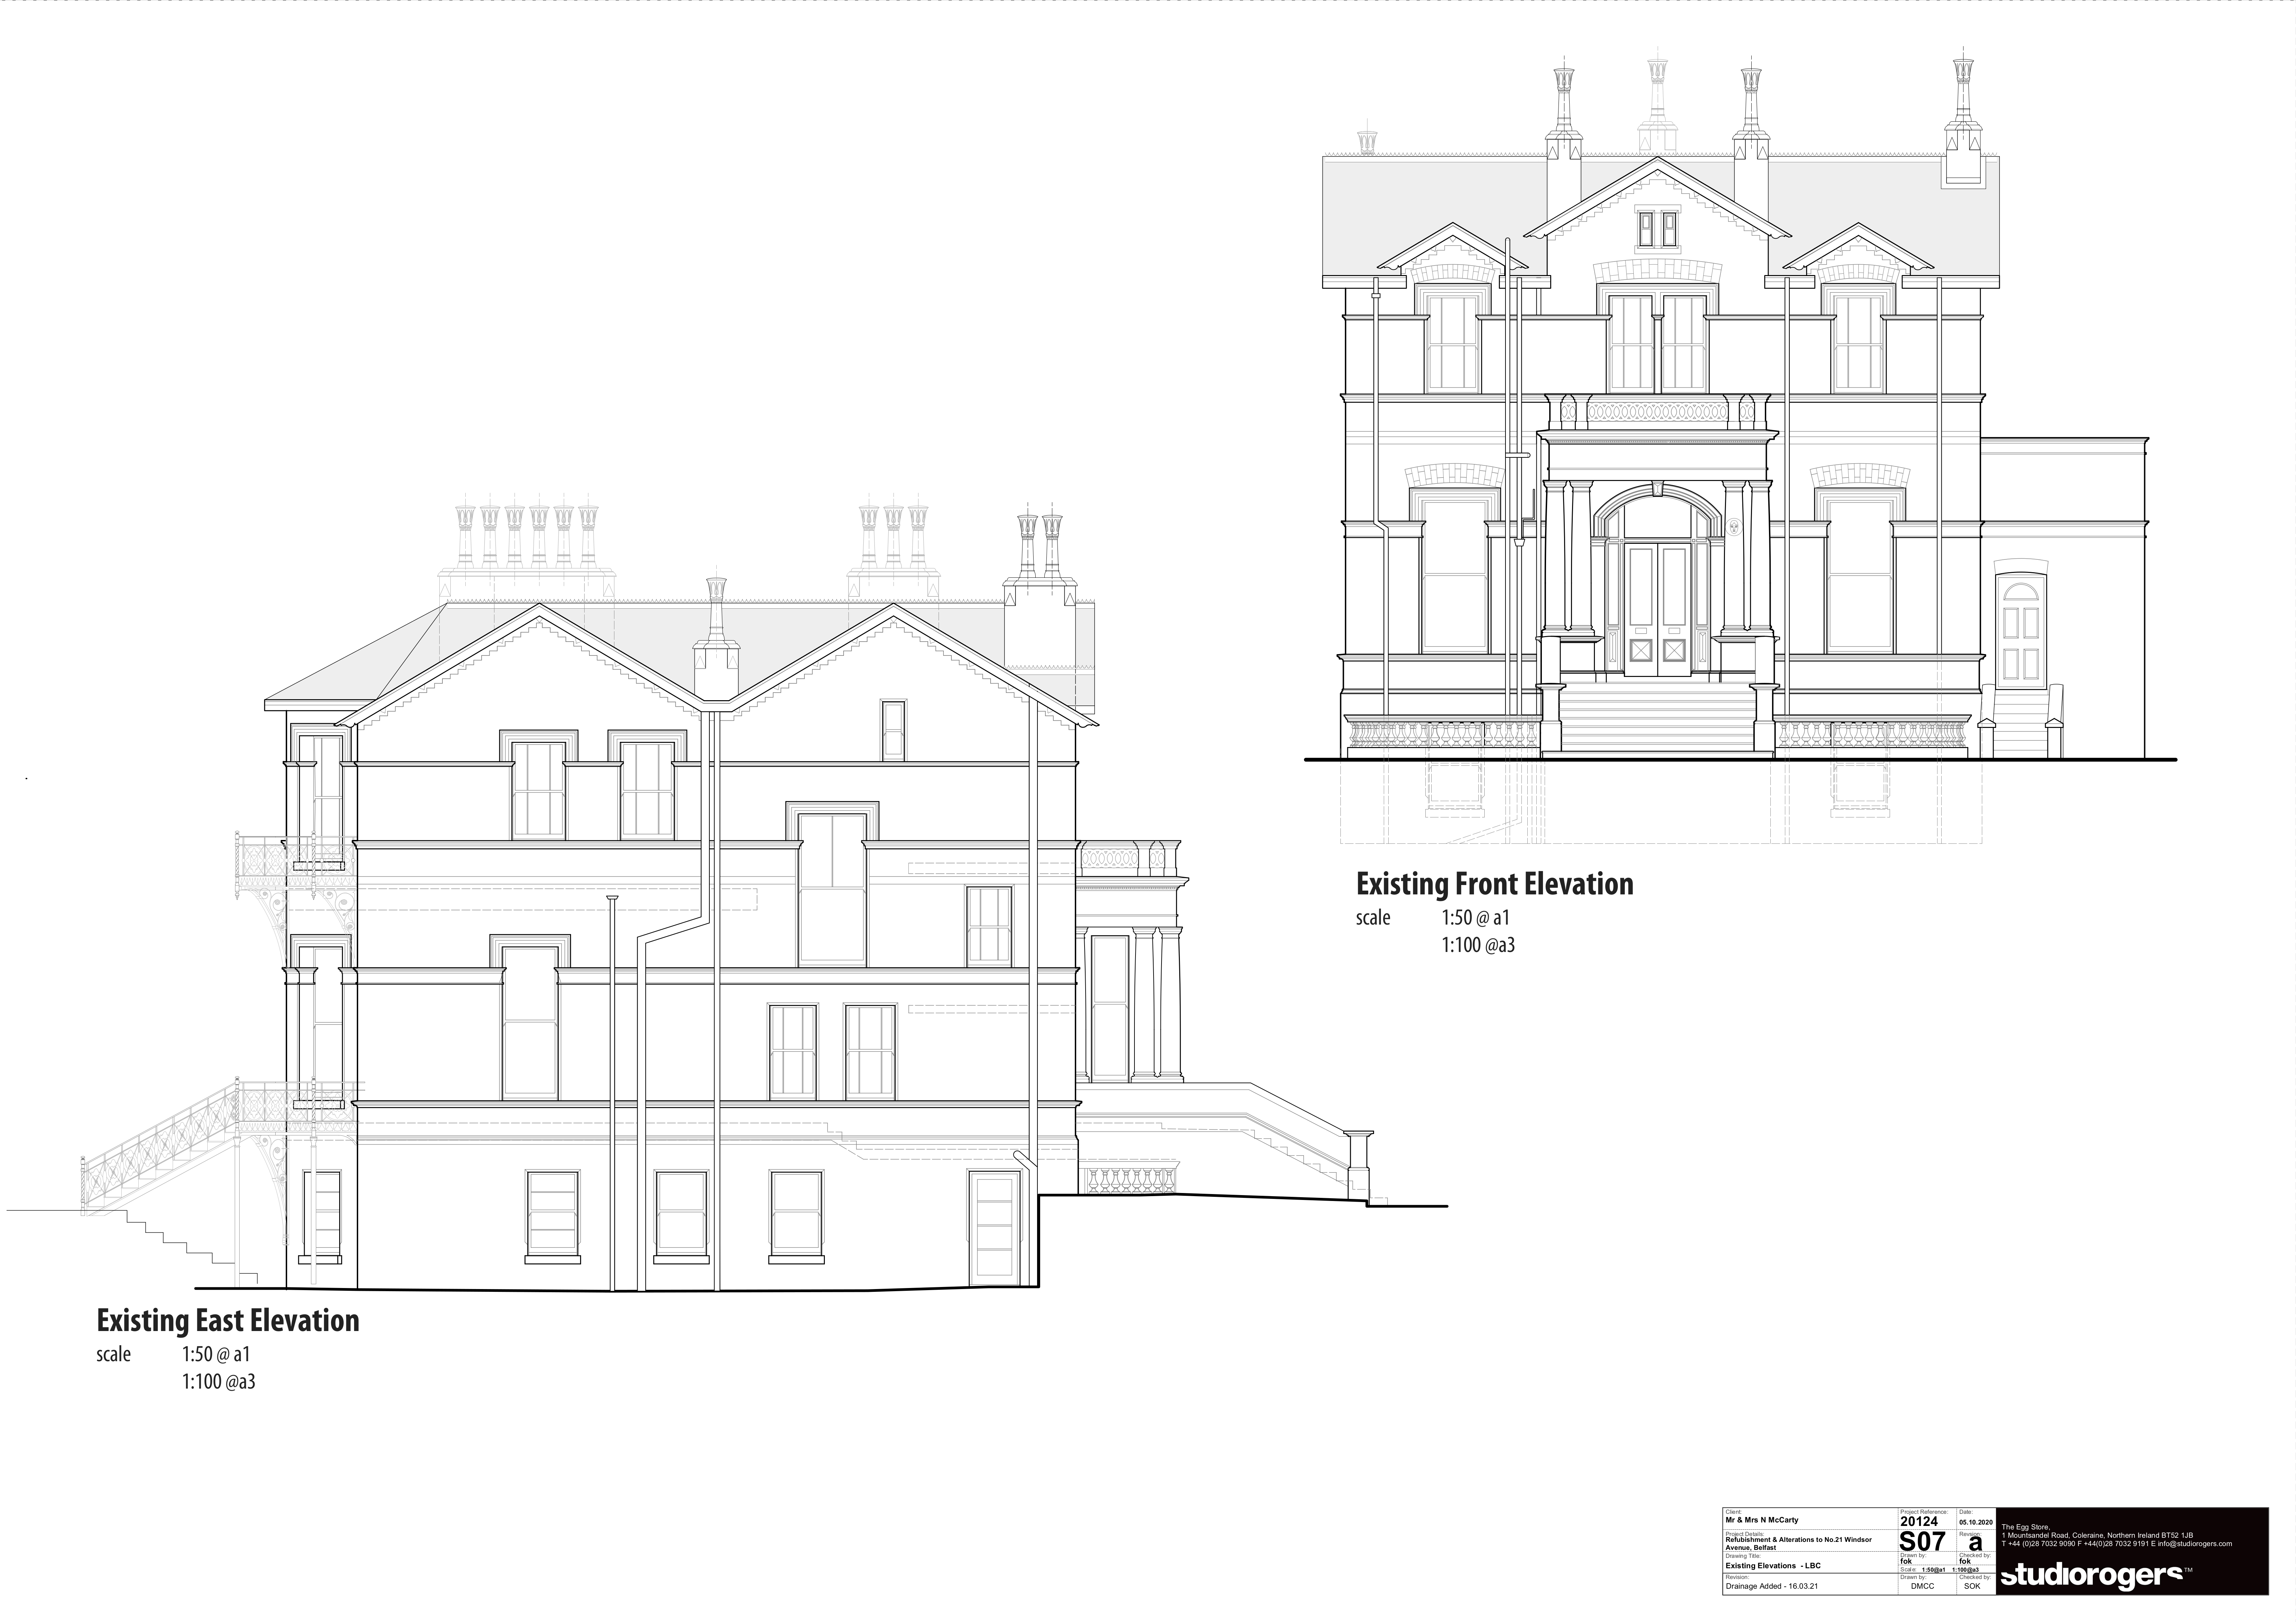 Existing Front Elevation
scale 1:50 @ a1
1:100 @a3
Existing East Elevation
scale 1:50 @ a1
1:100 @a3
Client:
Mr & Mrs N McCarty
Project Details:
Refurbishment & Alterations to No.21 Windsor
Avenue, Belfast
Drawing Title:
Existing Elevations - LBC
Revision:
Drainage Added - 16.03.21
Project Reference:
20124
Date:
05.10.2020
S07
Revision:
a
Drawn by:
fok
Checked by:
fok
Scale: 1:50@a1 1:100@a3
Drawn by:
DMCC
Checked by:
SOK
The Egg Store,
1 Mountsandel Road, Coleraine, Northern Ireland BT52 1JB
T +44 (0)28 7032 9090 F +44(0)28 7032 9191 E info@studiorogers.com
studiorogers™